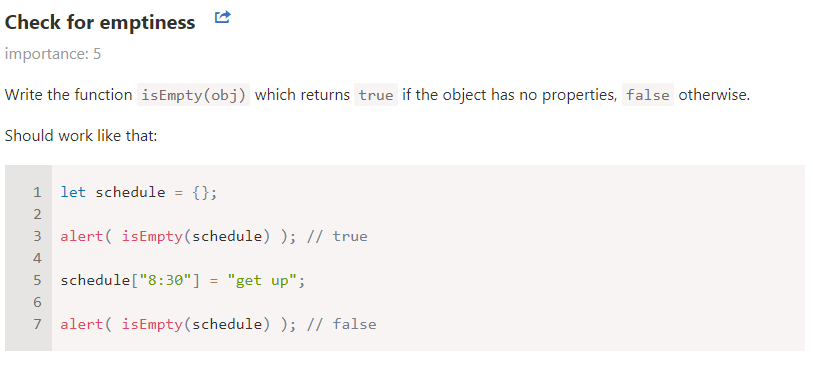 Check for emptiness
importance: 5
Write the function isEmpty(obj) which returns true if the object has no properties, false otherwise.
Should work like that:
1 let schedule = {};
2
3 alert( isEmpty(schedule) ); // true
4
5 schedule["8:30"] = "get up";
6
7 alert( isEmpty(schedule) ); // false